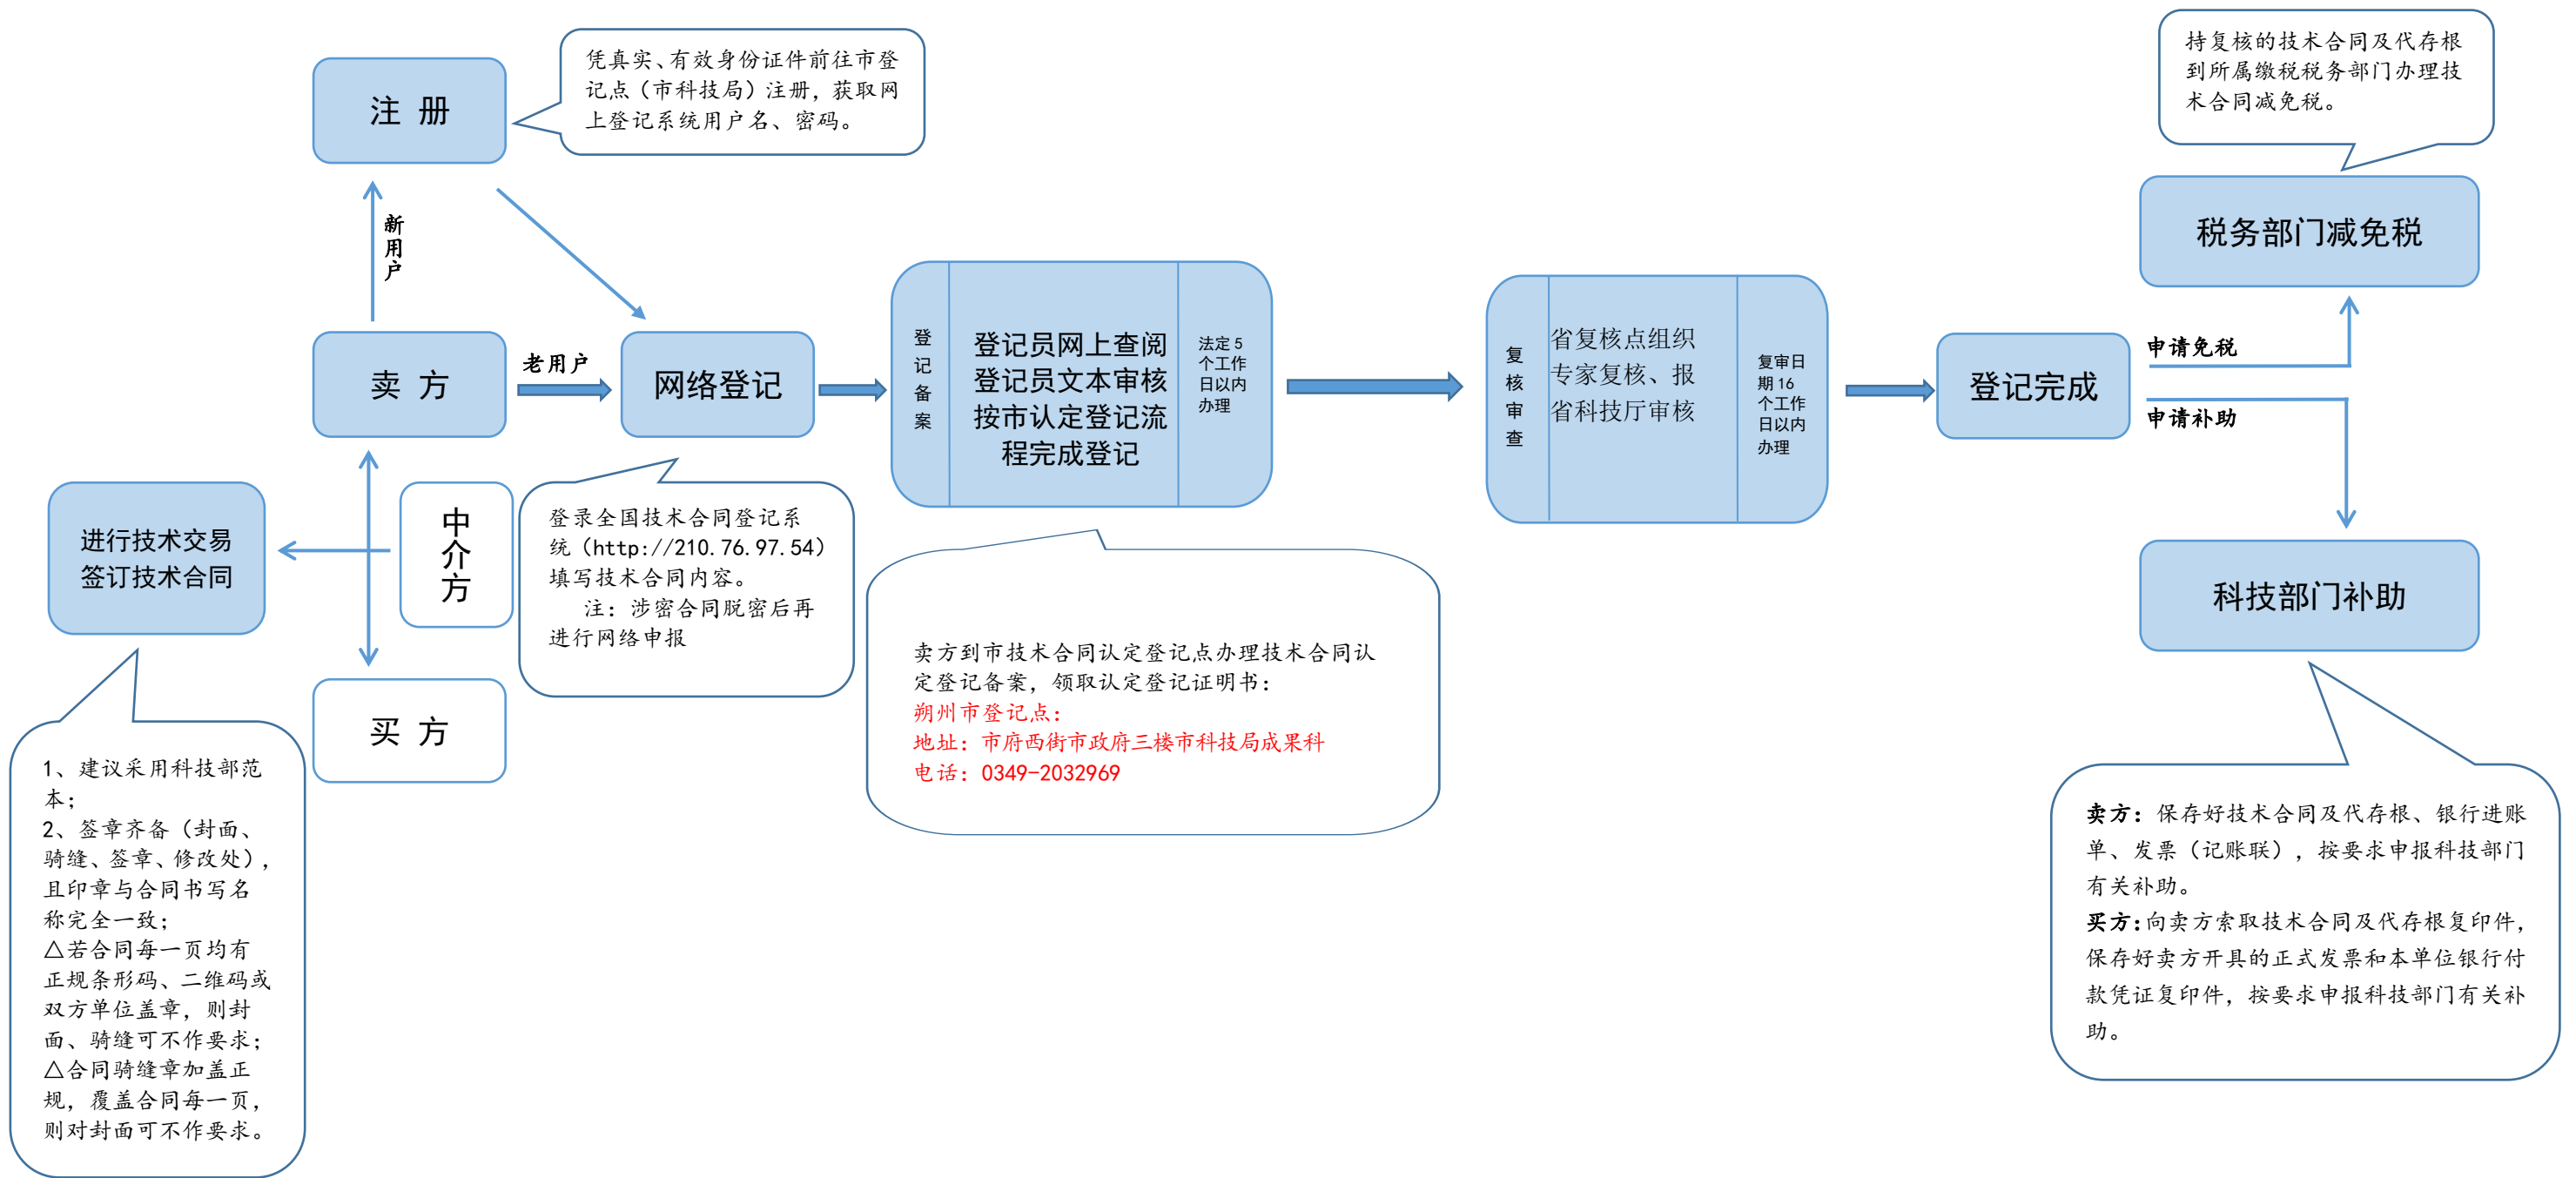 注 册
凭真实、有效身份证件前往市登
记点（市科技局）注册，获取网
上登记系统用户名、密码。
新用户
卖 方
老用户
网络登记
中介方
买 方
进行技术交易
签订技术合同
1、建议采用科技部范
本；
2、签章齐备（封面、
骑缝、签章、修改处），
且印章与合同书写名
称完全一致；
△若合同每一页均有
正规条形码、二维码或
双方单位盖章，则封
面、骑缝可不作要求；
△合同骑缝章加盖正
规，覆盖合同每一页，
则对封面可不作要求。
登录全国技术合同登记系
统（http://210.76.97.54）
填写技术合同内容。
注：涉密合同脱密后再
进行网络申报
登记备案
登记员网上查阅
登记员文本审核
按市认定登记流
程完成登记
法定 5
个工作
日以内
办理
卖方到市技术合同认定登记点办理技术合同认
定登记备案，领取认定登记证明书：
朔州市登记点：
地址：市府西街市政府三楼市科技局成果科
电话：0349-2032969
复核审查
省复核点组织
专家复核、报
省科技厅审核
复审日
期 16
个工作
日以内
办理
登记完成
申请免税
申请补助
持复核的技术合同及代存根
到所属缴税税务部门办理技
术合同减免税。
税务部门减免税
科技部门补助
卖方：保存好技术合同及代存根、银行进账
单、发票（记账联），按要求申报科技部门
有关补助。
买方：向卖方索取技术合同及代存根复印件，
保存好卖方开具的正式发票和本单位银行付
款凭证复印件，按要求申报科技部门有关补
助。